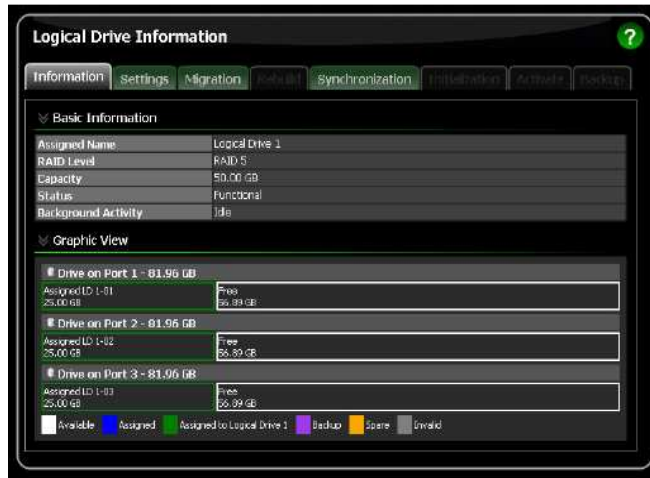 Logical Drive Information
?
Information Settings Migration Rebuild Synchronization Initialization Activate Backup
Basic Information
Assigned Name Logical Drive 1
RAID Level RAID 5
Capacity 50.00 GB
Status Functional
Background Activity Idle
Graphic View
Drive on Port 1 - 81.96 GB
Assigned LD 1-01 Free
25.00 GB 56.89 GB
Drive on Port 2 - 81.96 GB
Assigned LD 1-02 Free
25.00 GB 56.89 GB
Drive on Port 3 - 81.96 GB
Assigned LD 1-03 Free
25.00 GB 56.89 GB
Available Assigned Assigned to Logical Drive 1 Backup Spare Invalid